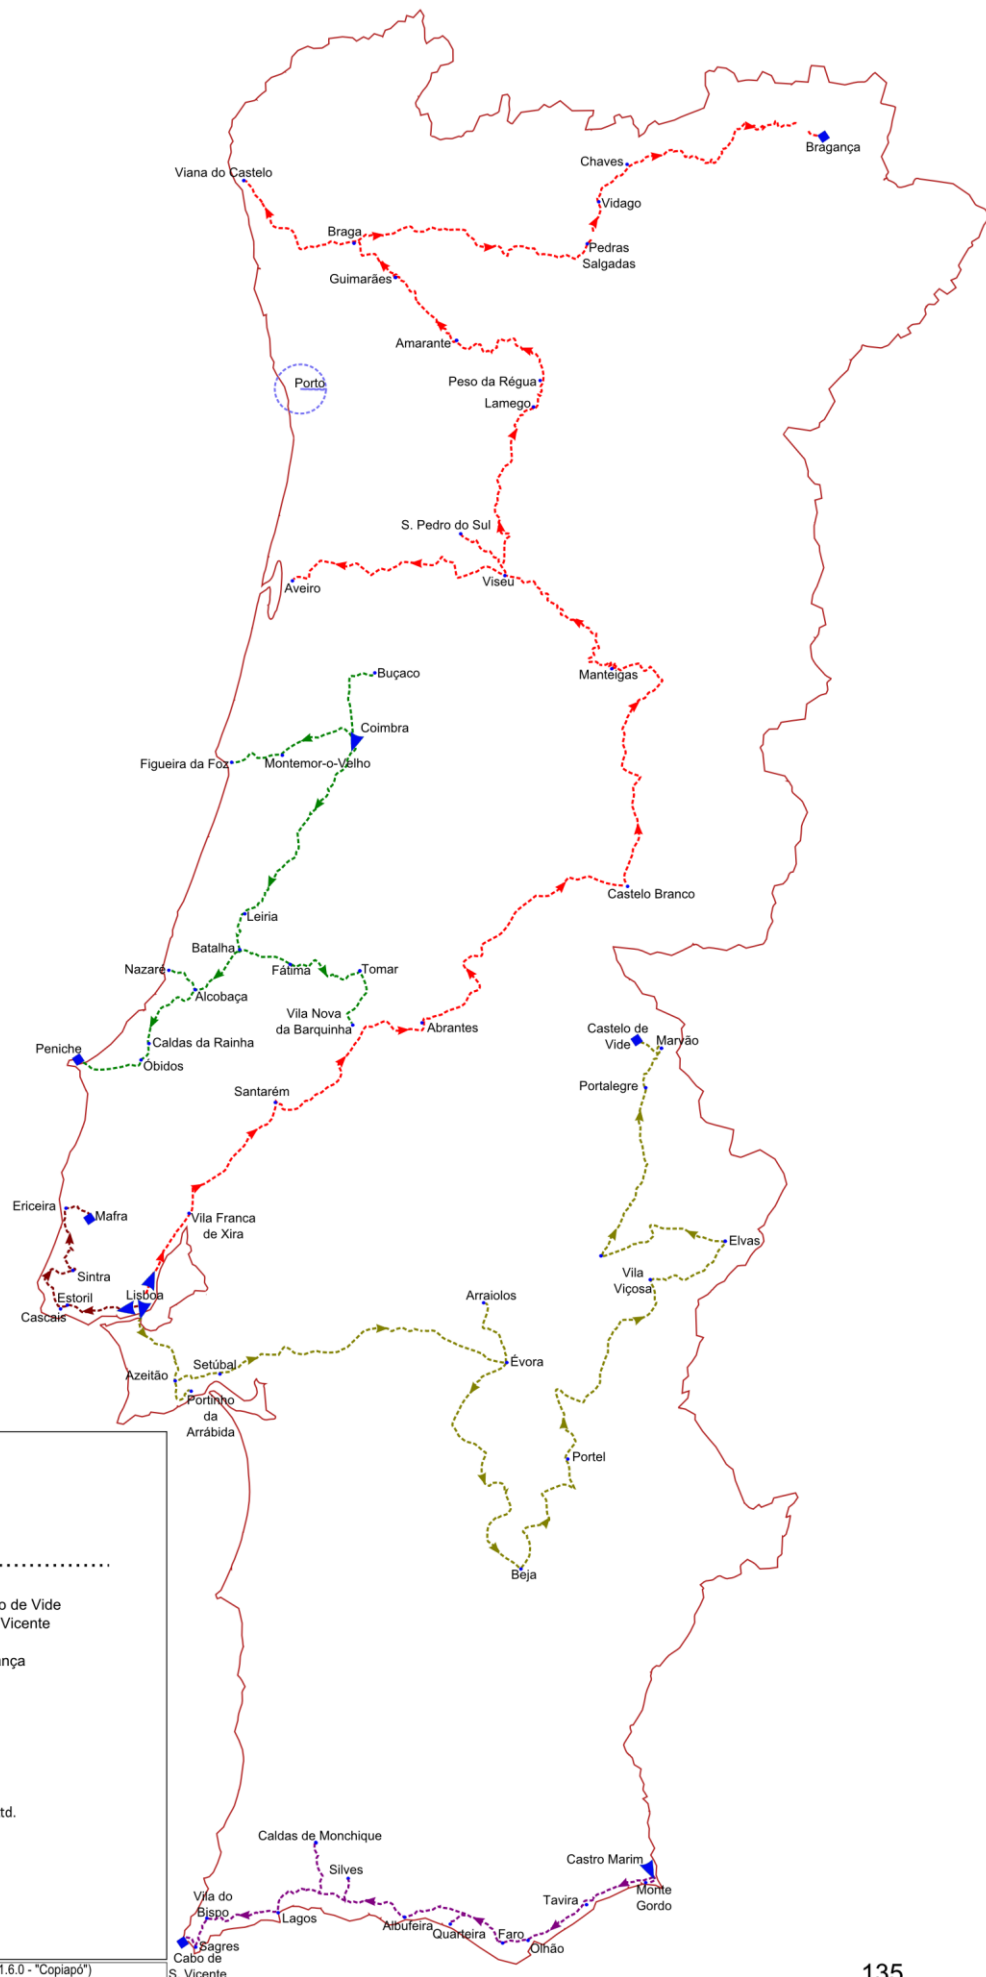 Bragança
Chaves
Viana do Castelo
Vidago
Braga
Pedras
Salgadas
Guimarães
Amarante
Peso da Régua
Porto
Lamego
S. Pedro do Sul
Viseu
Aveiro
Manteigas
Buçaco
Coimbra
Figueira da Foz
Montemor-o-Velho
Castelo Branco
Leiria
Batalha
Nazaré
Fátima
Tomar
Alcobaça
Vila Nova
da Barquinha
Abrantes
Castelo de
Vide
Marvão
Caldas da Rainha
Peniche
Óbidos
Portalegre
Santarém
Ericeira
Mafra
Vila Franca
de Xira
Elvas
Sintra
Vila
Viçosa
Estoril
Lisboa
Cascais
Arraiolos
Évora
Azeitão
Setúbal
Portinho
da
Arrábida
Portel
Beja
o de Vide
Vicente
nça
td.
Caldas de Monchique
Silves
Castro Marim
Monte
Gordo
Vila do
Bispo
Lagos
Tavira
Albufeira
Quarteira
Faro
Olhão
Sagres
Cabo de
S. Vicente
1.6.0 - "Copiapó")
135